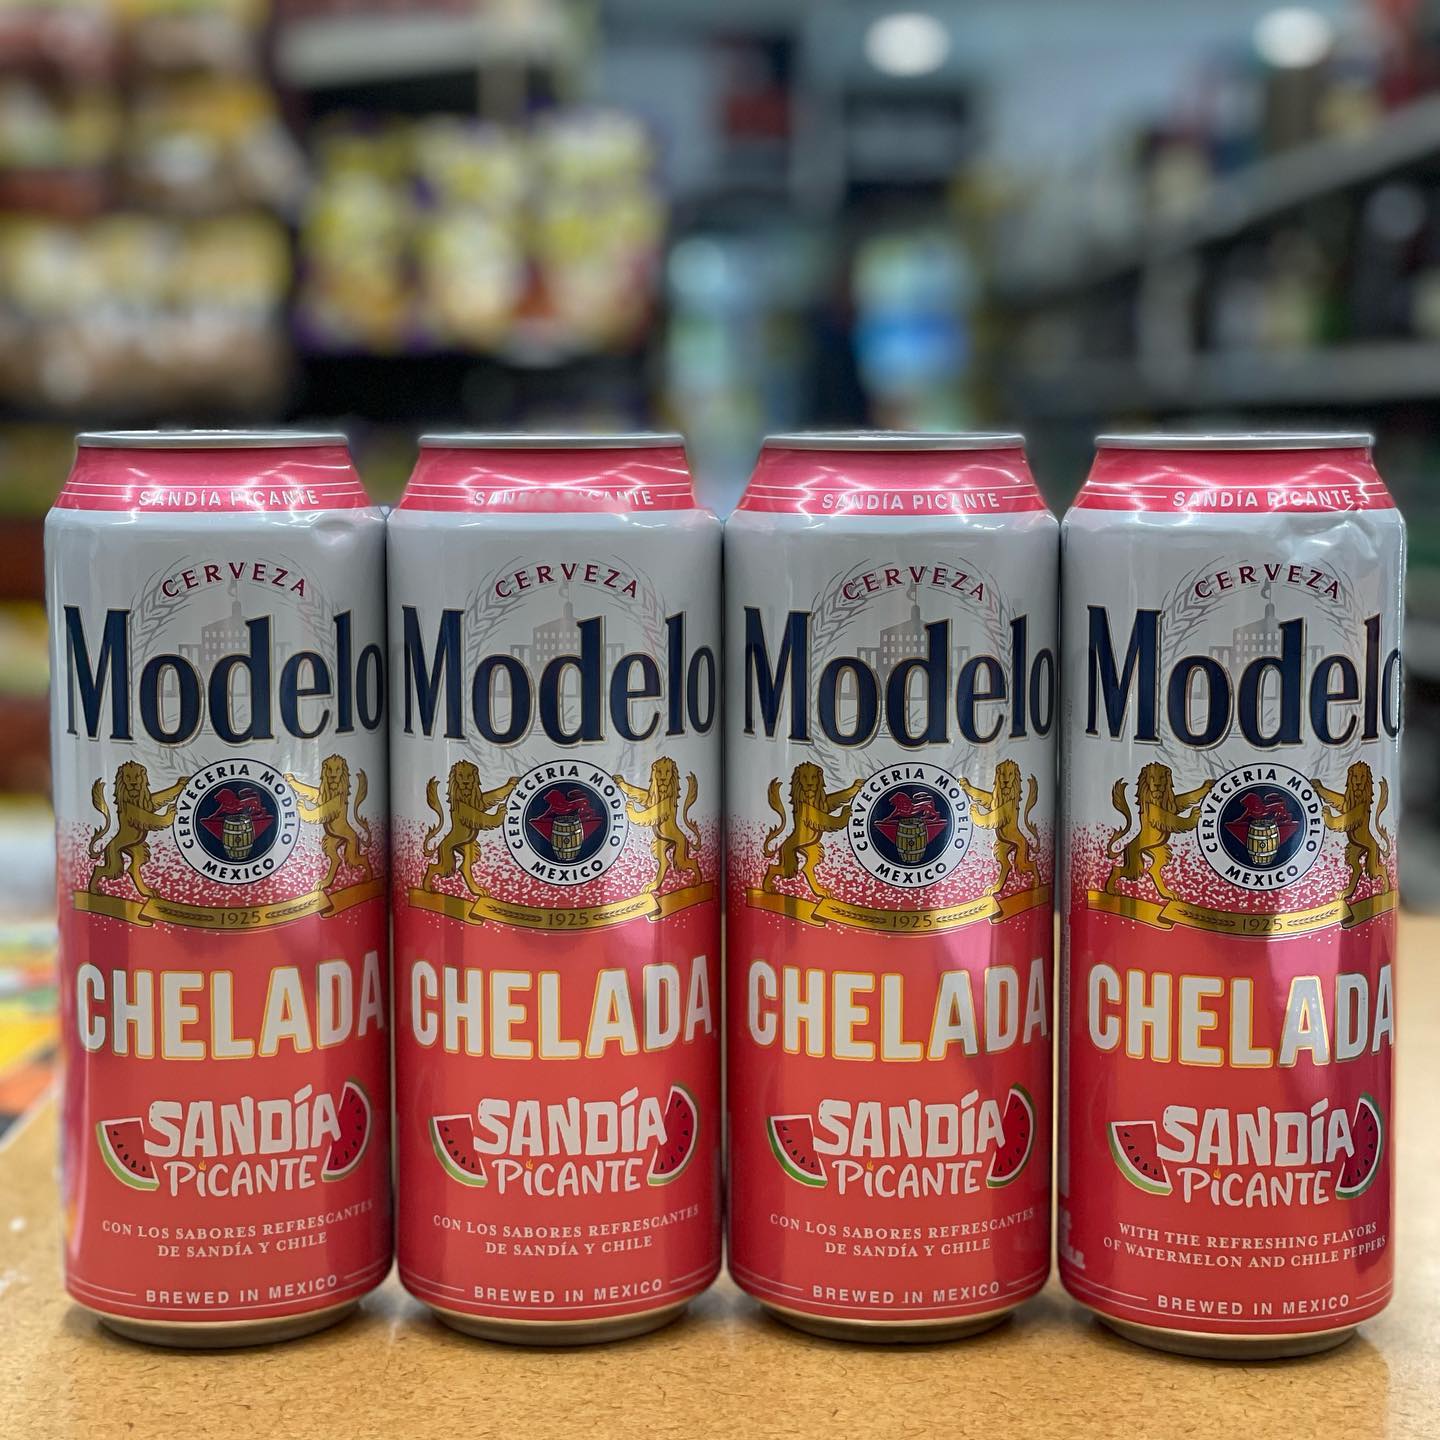 SANDÍA PICANTE
CERVEZA
Modelo
CERVECERIA MODELO
MEXICO
1925
CHELADA
SANDÍA
PiCANTE
CON LOS SABORES REFRESCANTES
DE SANDÍA Y CHILE
BREWED IN MEXICO
SANDÍA PICANTE
CERVEZA
Modelo
CERVECERIA MODELO
MEXICO
1925
CHELADA
SANDÍA
PiCANTE
CON LOS SABORES REFRESCANTES
DE SANDÍA Y CHILE
BREWED IN MEXICO
SANDÍA PICANTE
CERVEZA
Modelo
CERVECERIA MODELO
MEXICO
1925
CHELADA
SANDÍA
PiCANTE
CON LOS SABORES REFRESCANTES
DE SANDÍA Y CHILE
BREWED IN MEXICO
SANDÍA PICANTE
CERVEZA
Modelo
CERVECERIA MODELO
MEXICO
1925
CHELADA
SANDÍA
PiCANTE
WITH THE REFRESHING FLAVORS
OF WATERMELON AND CHILE PEPPERS
BREWED IN MEXICO